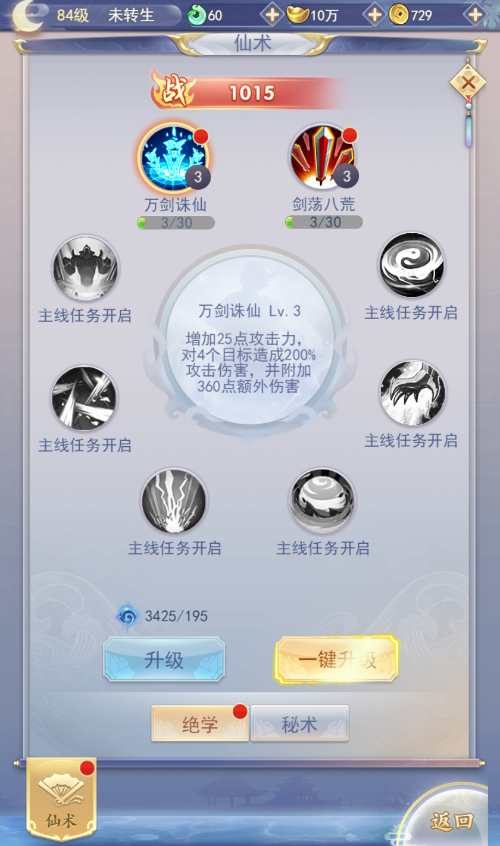 84级 未转生 60 10万 729
仙术
战 1015
3 3
万剑诛仙 剑荡八荒
3/30 3/30
主线任务开启 主线任务开启
万剑诛仙 Lv.3
增加25点攻击力，
对4个目标造成200%
攻击伤害，并附加
360点额外伤害
主线任务开启 主线任务开启
主线任务开启 主线任务开启
3425/195
升级 一键升级
绝学 秘术
仙术 返回